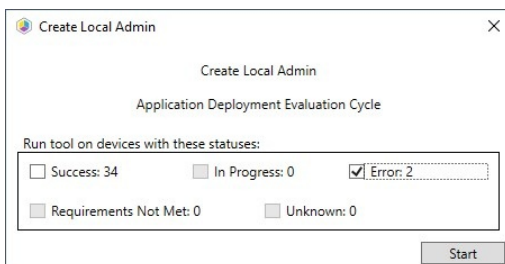 Create Local Admin
Create Local Admin
Application Deployment Evaluation Cycle
Run tool on devices with these statuses:
Success: 34 In Progress: 0 Error: 2
Requirements Not Met: 0 Unknown: 0
Start